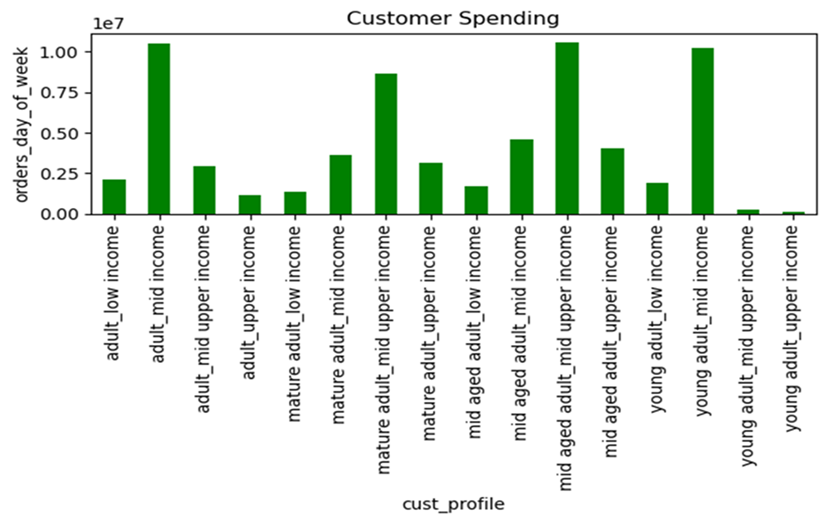 Customer Spending
1e7
orders_day_of_week
1.00
0.75
0.50
0.25
0.00
adult_low income
adult_mid income
adult_mid upper income
adult_upper income
mature adult_low income
mature adult_mid income
mature adult_mid upper income
mature adult_upper income
mid aged adult_low income
mid aged adult_mid income
mid aged adult_mid upper income
mid aged adult_upper income
young adult_low income
young adult_mid income
young adult_mid upper income
young adult_upper income
cust_profile